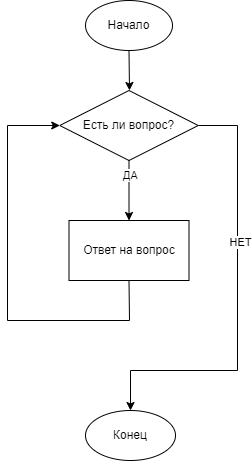 Начало
Есть ли вопрос?
ДА
Ответ на вопрос
НЕТ
Конец